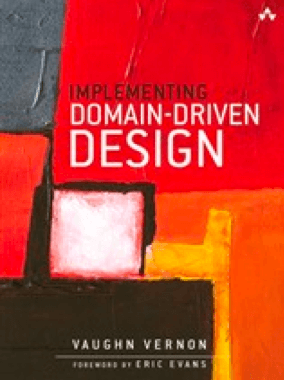 IMPLEMENTING
DOMAIN-DRIVEN
DESIGN
VAUGHN VERNON
FOREWORD BY ERIC EVANS